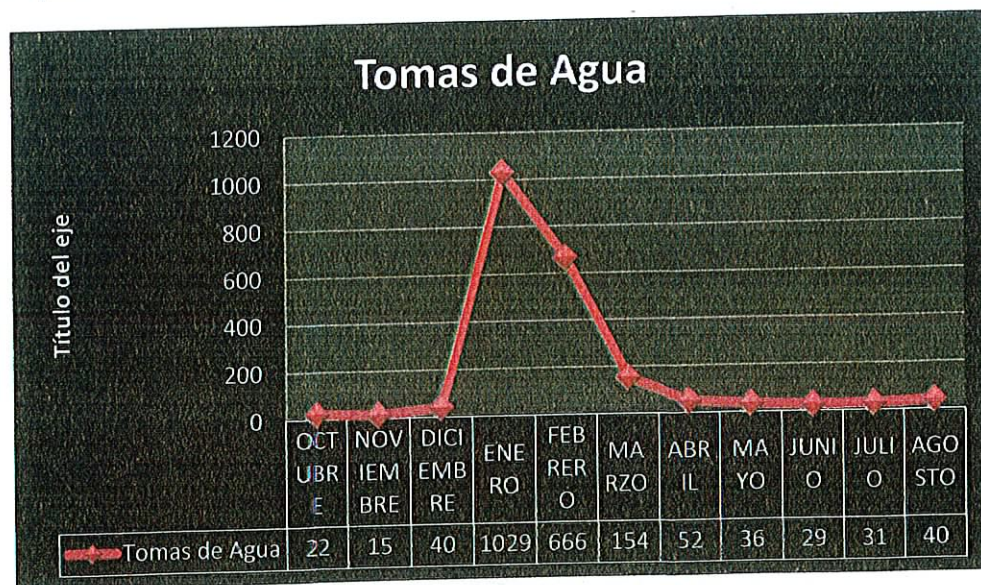 Tomas de Agua
Título del eje
1200
1000
800
600
400
200
0
OCT UBR E
NOV IEM BRE
DICI EMB RE
ENE RO
FEB RER O
MA RZO
ABR IL
MA YO
JUNI O
JULI O
AGO STO
Tomas de Agua 22 15 40 1029 666 154 52 36 29 31 40